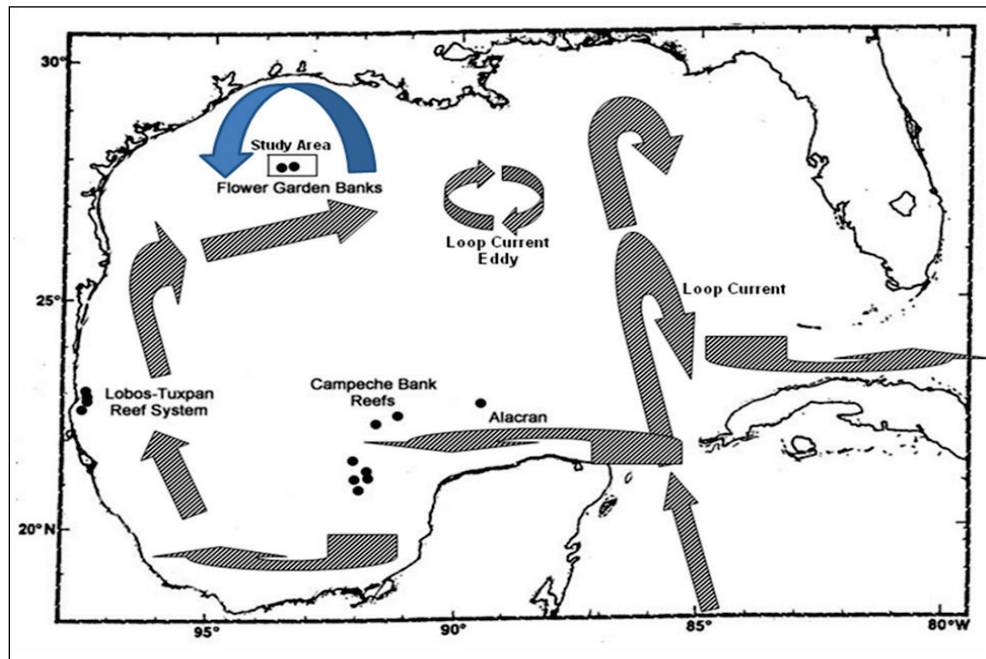 30°
Study Area
Flower Garden Banks
Loop Current
Eddy
25°
Loop Current
Lobos-Tuxpan
Reef System
Campeche Bank
Reefs
Alacran
20°N
95°
90°
85°
80°W